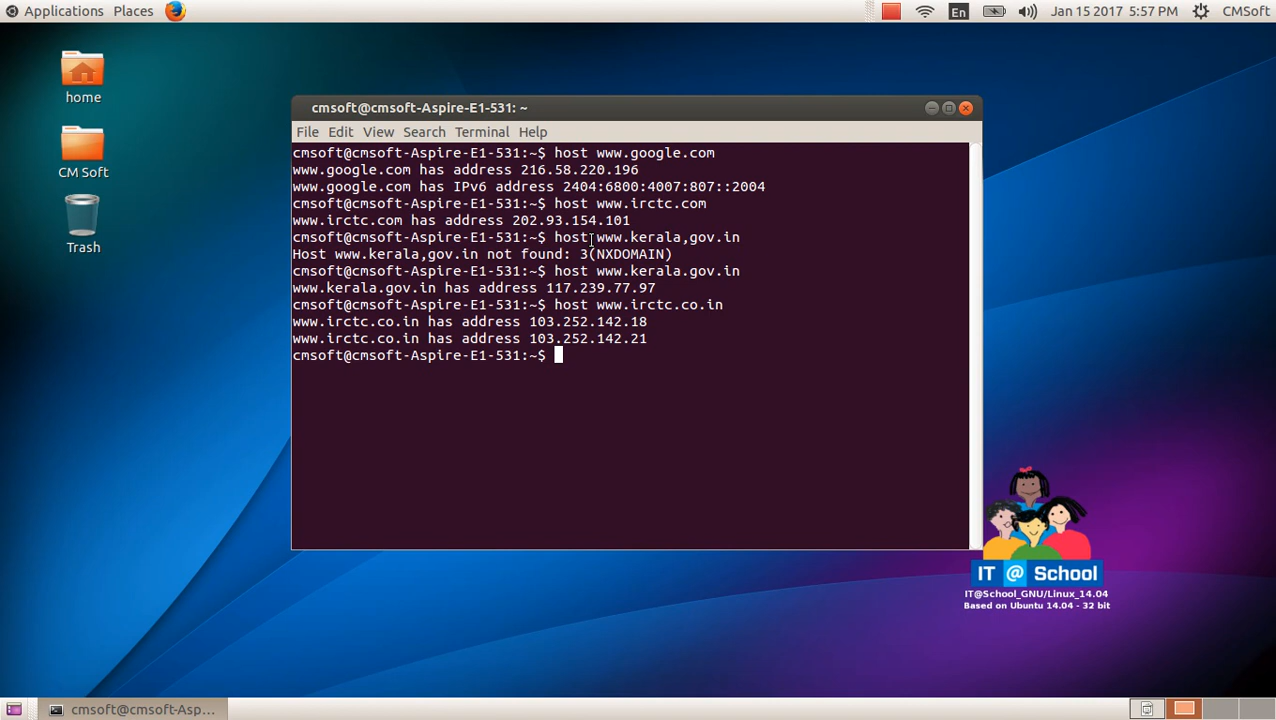 Applications Places En Jan 15 2017 5:57 PM CMSoft
home
CM Soft
Trash
cmsoft@cmsoft-Aspire-E1-531: ~
File Edit View Search Terminal Help
cmsoft@cmsoft-Aspire-E1-531:~$ host www.google.com
www.google.com has address 216.58.220.196
www.google.com has IPv6 address 2404:6800:4007:807::2004
cmsoft@cmsoft-Aspire-E1-531:~$ host www.irctc.com
www.irctc.com has address 202.93.154.101
cmsoft@cmsoft-Aspire-E1-531:~$ host www.kerala,gov.in
Host www.kerala,gov.in not found: 3(NXDOMAIN)
cmsoft@cmsoft-Aspire-E1-531:~$ host www.kerala.gov.in
www.kerala.gov.in has address 117.239.77.97
cmsoft@cmsoft-Aspire-E1-531:~$ host www.irctc.co.in
www.irctc.co.in has address 103.252.142.18
www.irctc.co.in has address 103.252.142.21
cmsoft@cmsoft-Aspire-E1-531:~$
IT @ School
IT@School_GNU/Linux_14.04
Based on Ubuntu 14.04 - 32 bit
cmsoft@cmsoft-Asp...